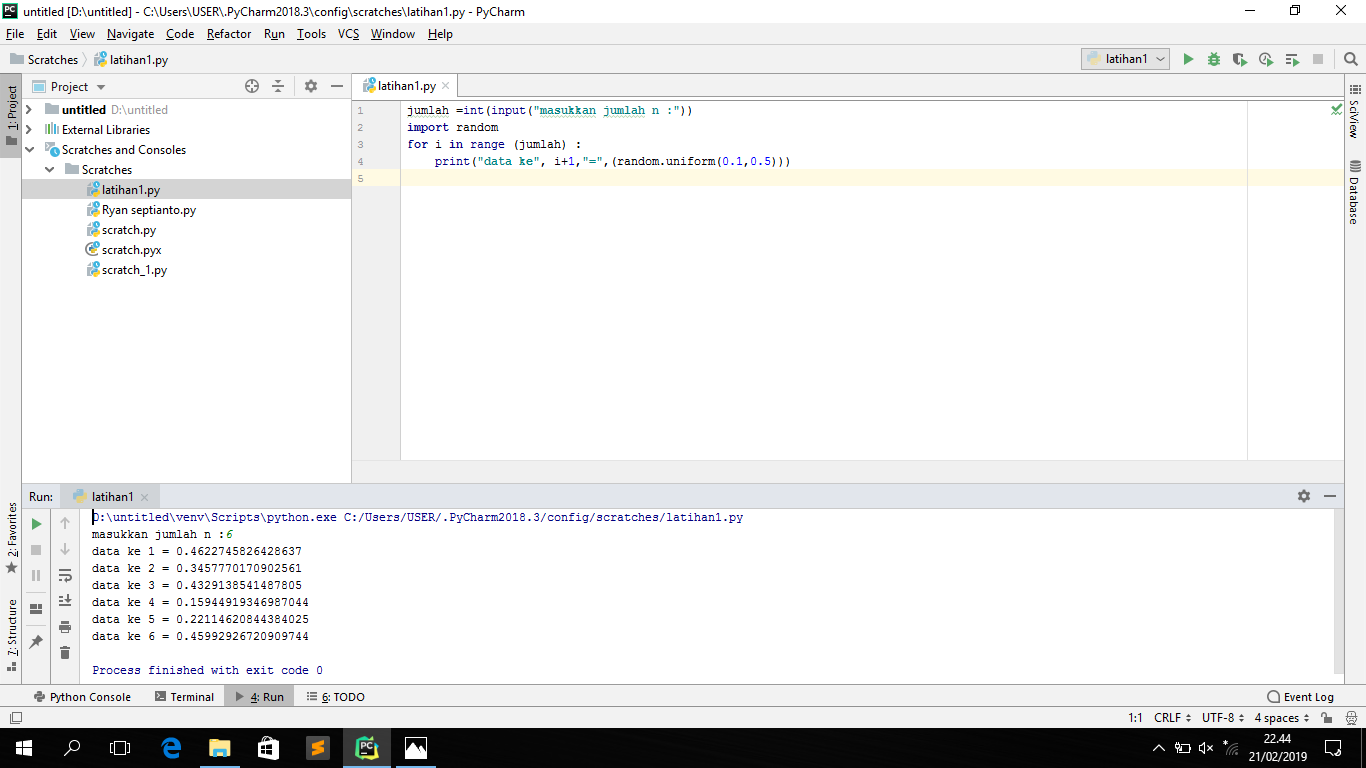 untitled [D:\untitled] - C:\Users\USER\.PyCharm2018.3\config\scratches\latihan1.py - PyCharm
File Edit View Navigate Code Refactor Run Tools VCS Window Help
Scratches latihan1.py latihan1
1: Project
Project
untitled D:\untitled
External Libraries
Scratches and Consoles
Scratches
latihan1.py
Ryan septianto.py
scratch.py
scratch.pyx
scratch_1.py
latihan1.py
1 jumlah =int(input("masukkan jumlah n :"))
2 import random
3 for i in range (jumlah) :
4     print("data ke", i+1,"=",(random.uniform(0.1,0.5)))
5
SciView
Database
2: Favorites
7: Structure
Run: latihan1
D:\untitled\venv\Scripts\python.exe C:/Users/USER/.PyCharm2018.3/config/scratches/latihan1.py
masukkan jumlah n :6
data ke 1 = 0.4622745826428637
data ke 2 = 0.3457770170902561
data ke 3 = 0.4329138541487805
data ke 4 = 0.15944919346987044
data ke 5 = 0.22114620844384025
data ke 6 = 0.45992926720909744
Process finished with exit code 0
Python Console Terminal 4: Run 6: TODO Event Log
1:1 CRLF UTF-8 4 spaces
PC
22.44
21/02/2019